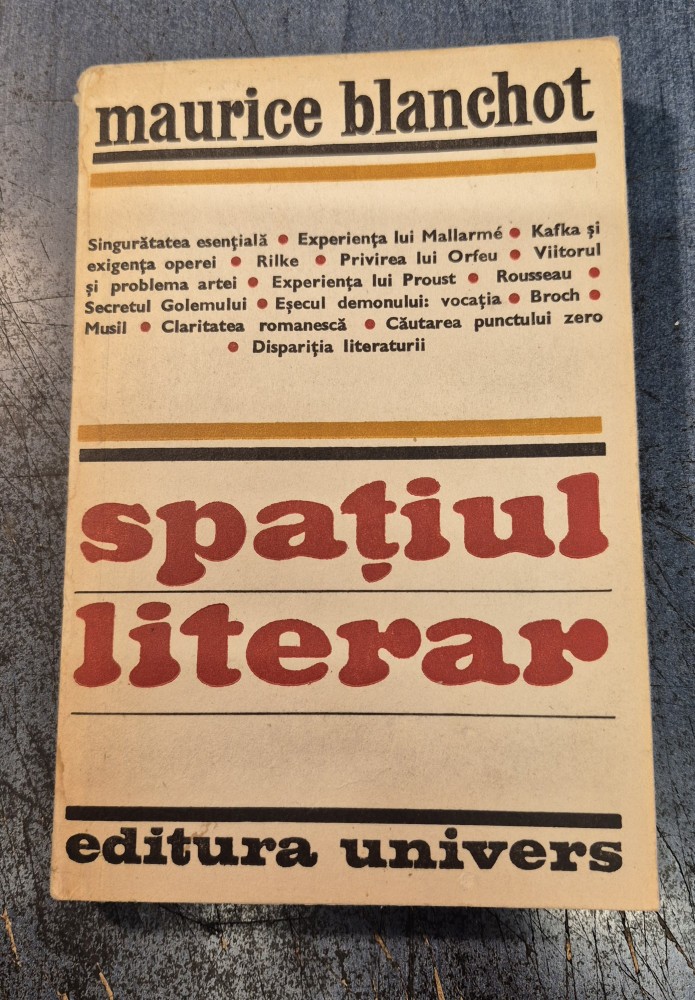 maurice blanchot
Singurătatea esențială • Experiența lui Mallarmé • Kafka și
exigența operei • Rilke • Privirea lui Orfeu • Viitorul
și problema artei • Experiența lui Proust • Rousseau •
Secretul Golemului • Eșecul demonului: vocația • Broch •
Musil • Claritatea romanescă • Căutarea punctului zero
• Dispariția literaturii
spațiul
literar
editura univers